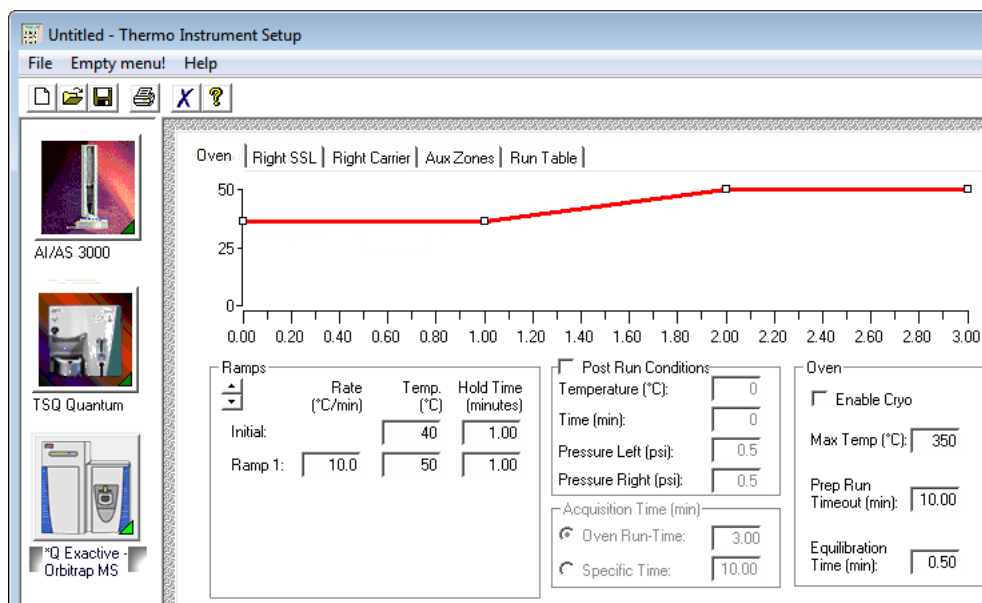 Untitled - Thermo Instrument Setup
File Empty menu! Help
AI/AS 3000
TSQ Quantum
*Q Exactive -
Orbitrap MS
Oven Right SSL Right Carrier Aux Zones Run Table
50
25
0
0.00 0.20 0.40 0.60 0.80 1.00 1.20 1.40 1.60 1.80 2.00 2.20 2.40 2.60 2.80 3.00
Ramps
Rate Temp. Hold Time
(°C/min) (°C) (minutes)
Initial: 40 1.00
Ramp 1: 10.0 50 1.00
Post Run Conditions
Temperature (°C): 0
Time (min): 0
Pressure Left (psi): 0.5
Pressure Right (psi): 0.5
Acquisition Time (min)
Oven Run-Time: 3.00
Specific Time: 10.00
Oven
Enable Cryo
Max Temp (°C): 350
Prep Run
Timeout (min): 10.00
Equilibration
Time (min): 0.50